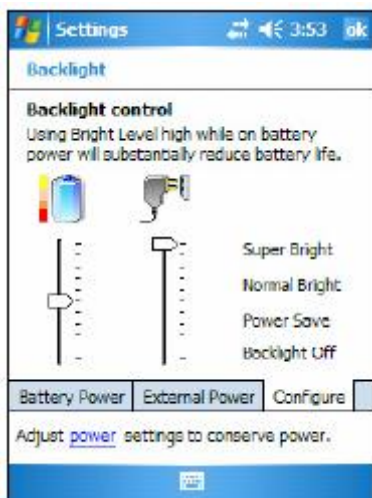 Settings 3:53 ok
Backlight
Backlight control
Using Bright Level high while on battery
power will substantially reduce battery life.
Super Bright
Normal Bright
Power Save
Backlight Off
Battery Power External Power Configure
Adjust power settings to conserve power.